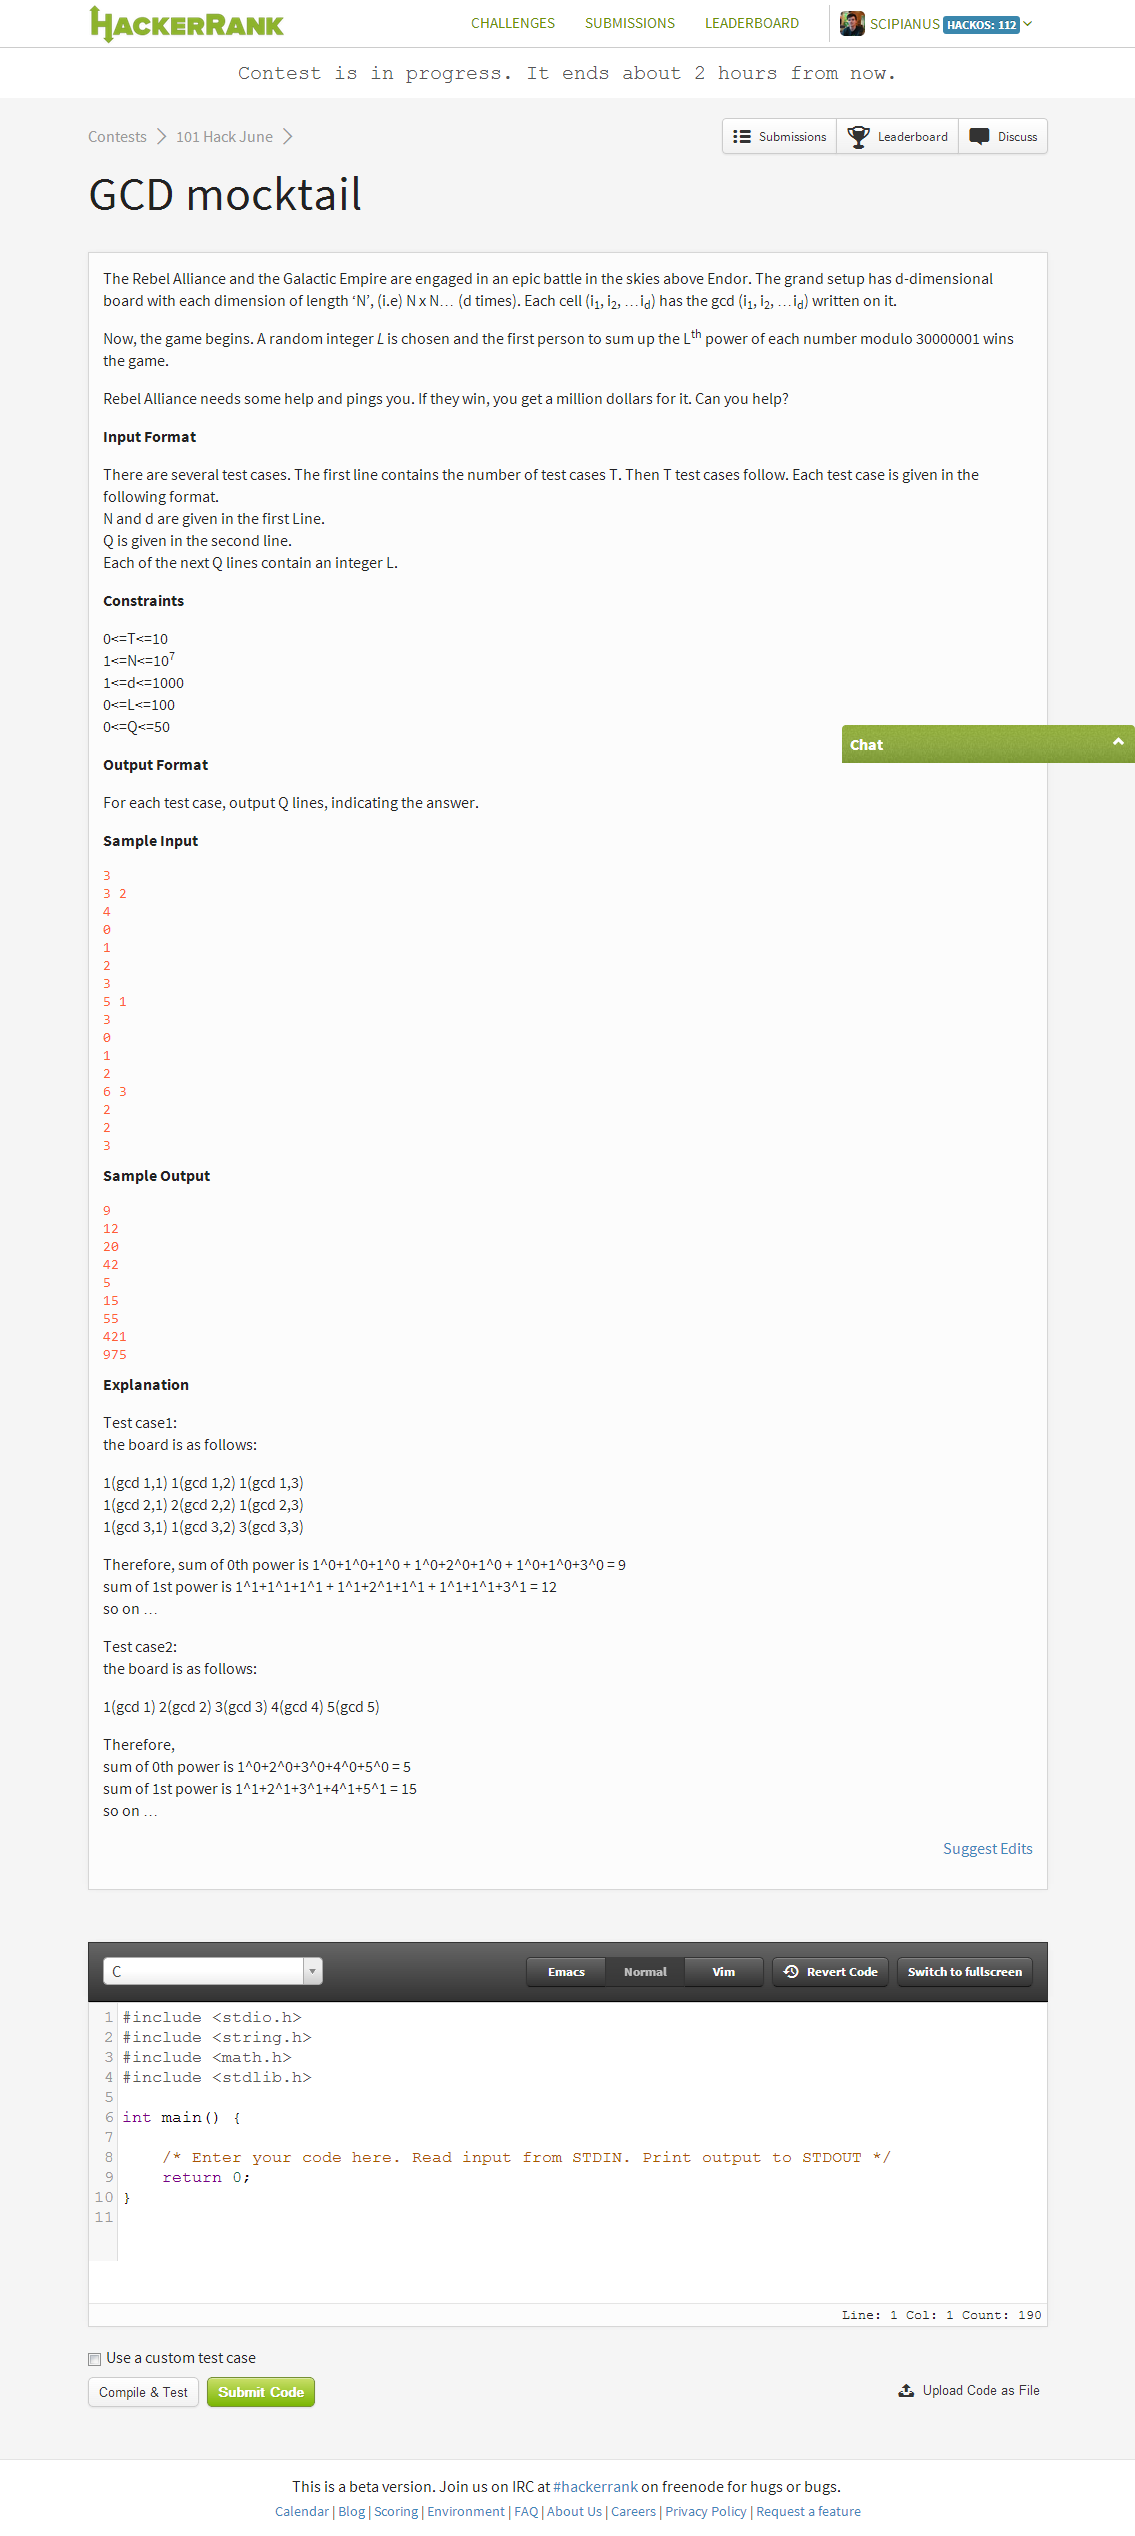 HACKERRANK
CHALLENGES SUBMISSIONS LEADERBOARD SCIPIANUS HACKOS: 112
Contest is in progress. It ends about 2 hours from now.
Contests 101 Hack June
Submissions Leaderboard Discuss
GCD mocktail
The Rebel Alliance and the Galactic Empire are engaged in an epic battle in the skies above Endor. The grand setup has d-dimensional
board with each dimension of length ‘N’, (i.e) N x N… (d times). Each cell (i1, i2, …id) has the gcd (i1, i2, …id) written on it.
Now, the game begins. A random integer L is chosen and the first person to sum up the Lth power of each number modulo 30000001 wins
the game.
Rebel Alliance needs some help and pings you. If they win, you get a million dollars for it. Can you help?
Input Format
There are several test cases. The first line contains the number of test cases T. Then T test cases follow. Each test case is given in the
following format.
N and d are given in the first Line.
Q is given in the second line.
Each of the next Q lines contain an integer L.
Constraints
0<=T<=10
1<=N<=10^7
1<=d<=1000
0<=L<=100
0<=Q<=50
Chat
Output Format
For each test case, output Q lines, indicating the answer.
Sample Input
3
3 2
4
0
1
2
3
5 1
3
0
1
2
6 3
2
2
3
Sample Output
9
12
20
42
5
15
55
421
975
Explanation
Test case1:
the board is as follows:
1(gcd 1,1) 1(gcd 1,2) 1(gcd 1,3)
1(gcd 2,1) 2(gcd 2,2) 1(gcd 2,3)
1(gcd 3,1) 1(gcd 3,2) 3(gcd 3,3)
Therefore, sum of 0th power is 1^0+1^0+1^0 + 1^0+2^0+1^0 + 1^0+1^0+3^0 = 9
sum of 1st power is 1^1+1^1+1^1 + 1^1+2^1+1^1 + 1^1+1^1+3^1 = 12
so on …
Test case2:
the board is as follows:
1(gcd 1) 2(gcd 2) 3(gcd 3) 4(gcd 4) 5(gcd 5)
Therefore,
sum of 0th power is 1^0+2^0+3^0+4^0+5^0 = 5
sum of 1st power is 1^1+2^1+3^1+4^1+5^1 = 15
so on …
Suggest Edits
C Emacs Normal Vim Revert Code Switch to fullscreen
1 #include <stdio.h>
2 #include <string.h>
3 #include <math.h>
4 #include <stdlib.h>
5
6 int main() {
7
8 /* Enter your code here. Read input from STDIN. Print output to STDOUT */
9 return 0;
10 }
11
Line: 1 Col: 1 Count: 190
Use a custom test case
Compile & Test Submit Code Upload Code as File
This is a beta version. Join us on IRC at #hackerrank on freenode for hugs or bugs.
Calendar | Blog | Scoring | Environment | FAQ | About Us | Careers | Privacy Policy | Request a feature